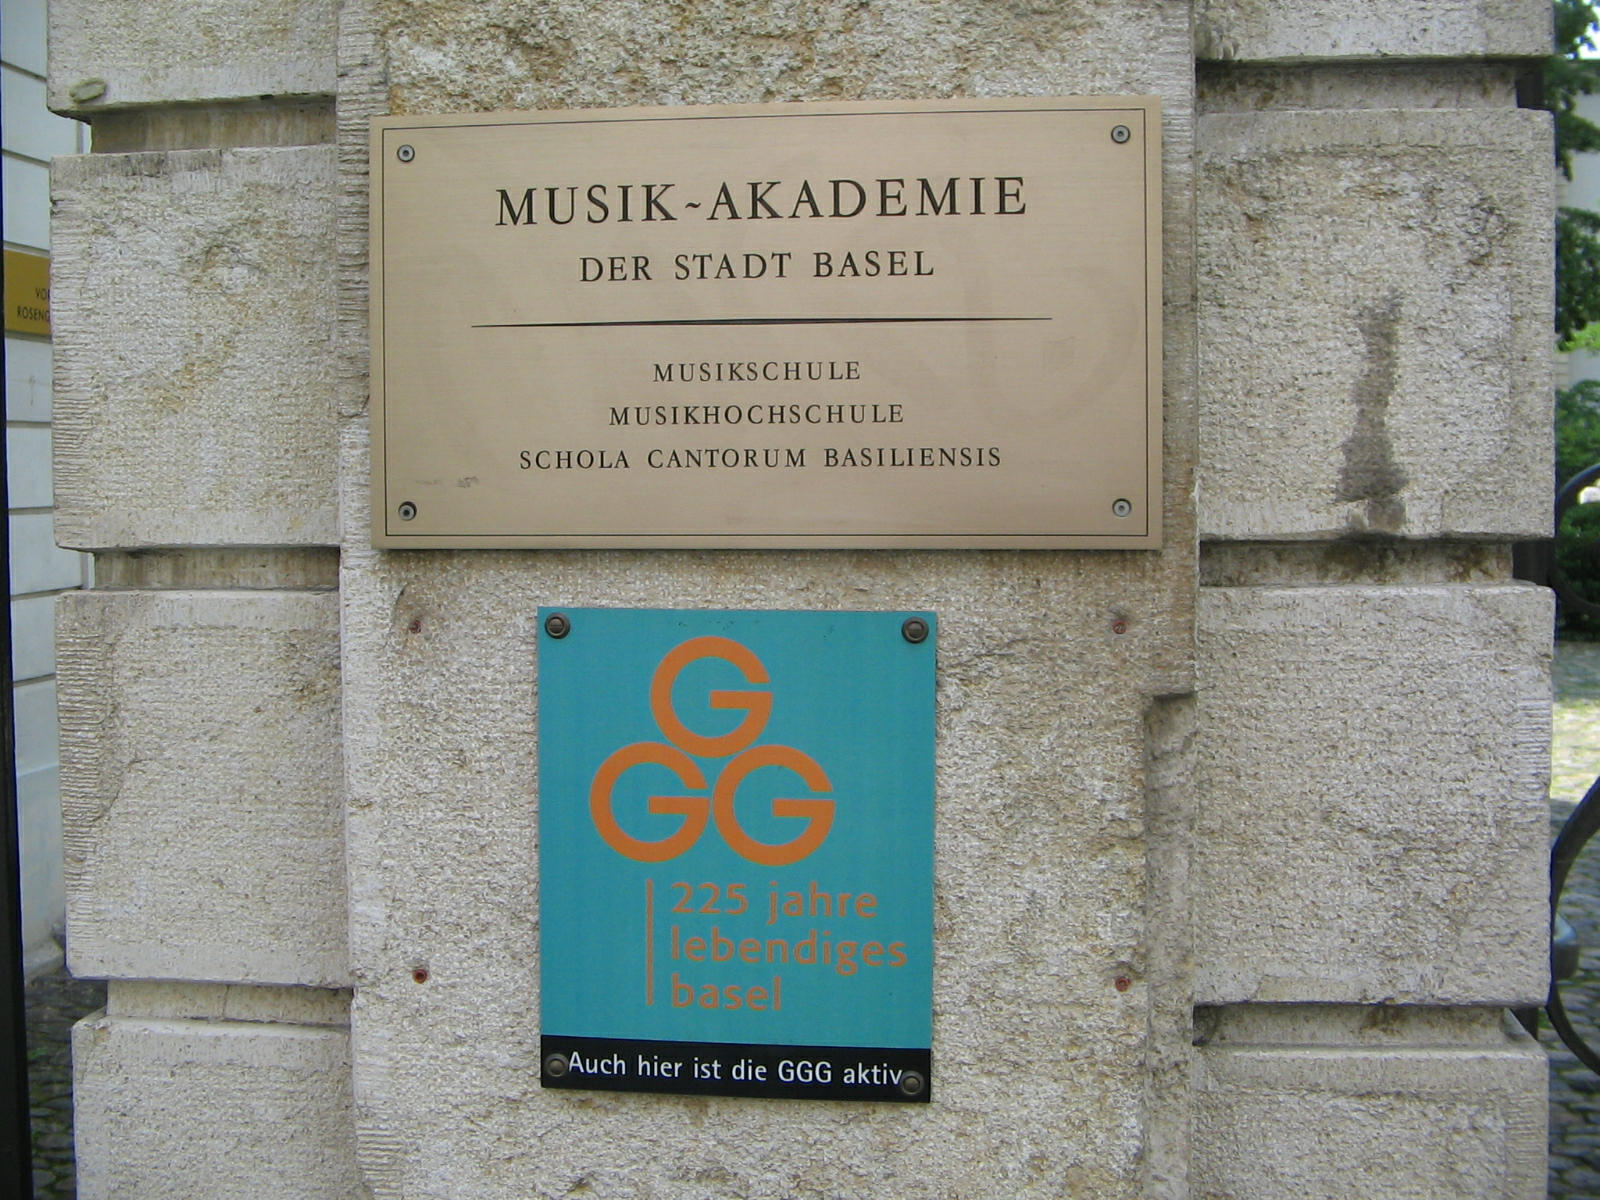 MUSIK~AKADEMIE
DER STADT BASEL
MUSIKSCHULE
MUSIKHOCHSCHULE
SCHOLA CANTORUM BASILIENSIS
G
GG
225 jahre
lebendiges
basel
Auch hier ist die GGG aktiv